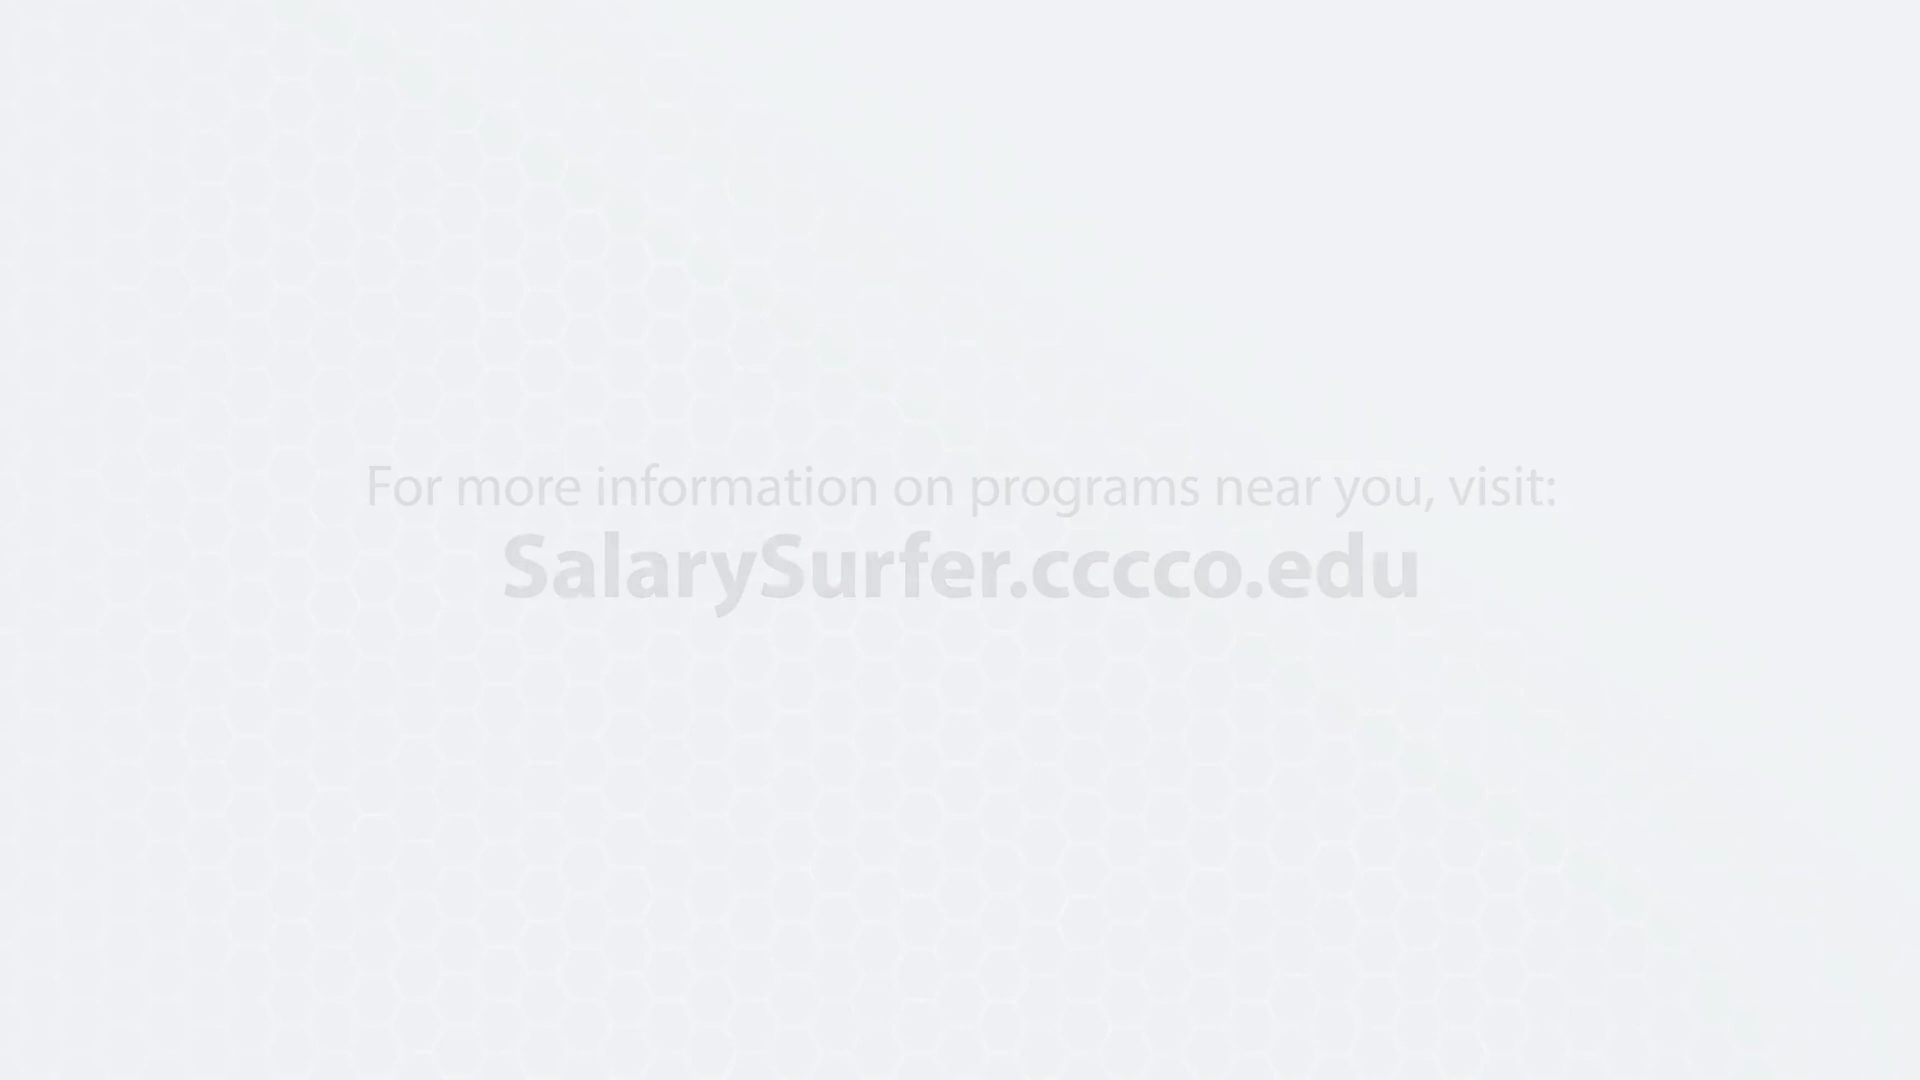 For more information on programs near you, visit:
SalarySurfer.cccco.edu